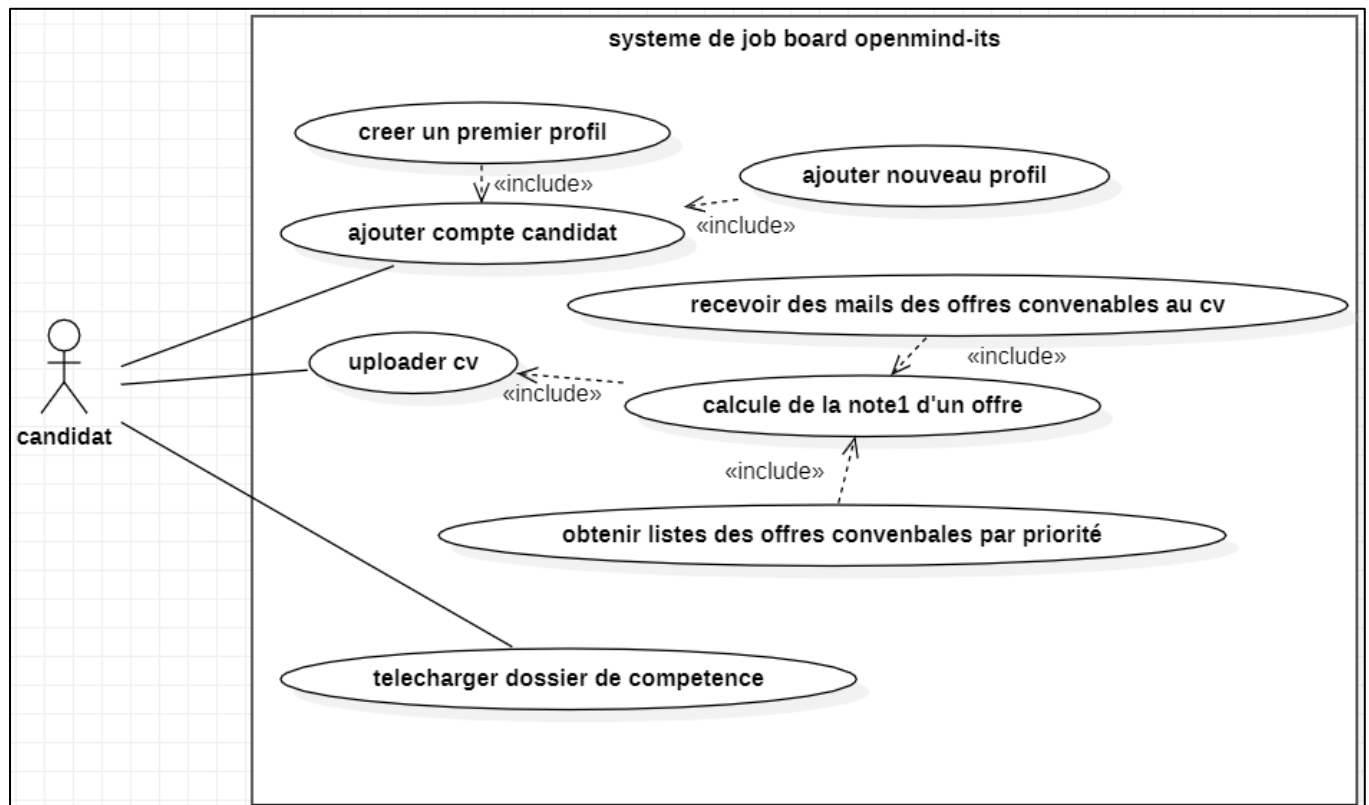 systeme de job board openmind-its
creer un premier profil
«include»
ajouter nouveau profil
«include»
ajouter compte candidat
recevoir des mails des offres convenables au cv
«include»
uploader cv
«include»
calcule de la note1 d'un offre
candidat
«include»
obtenir listes des offres convenbales par priorité
telecharger dossier de competence